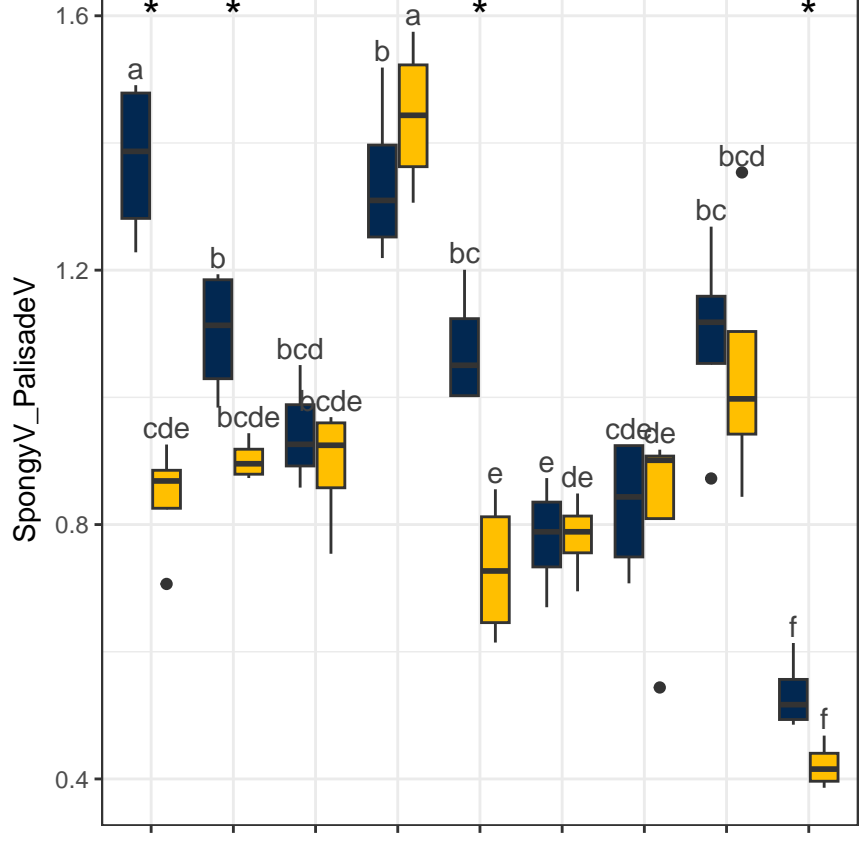 * * * *
1.6
a
a
b
bcd
bc
b
bc
1.2
bcd
bcde
bcde
cde
cde
de
e
e
de
0.8
f
f
0.4
SpongyV_PalisadeV